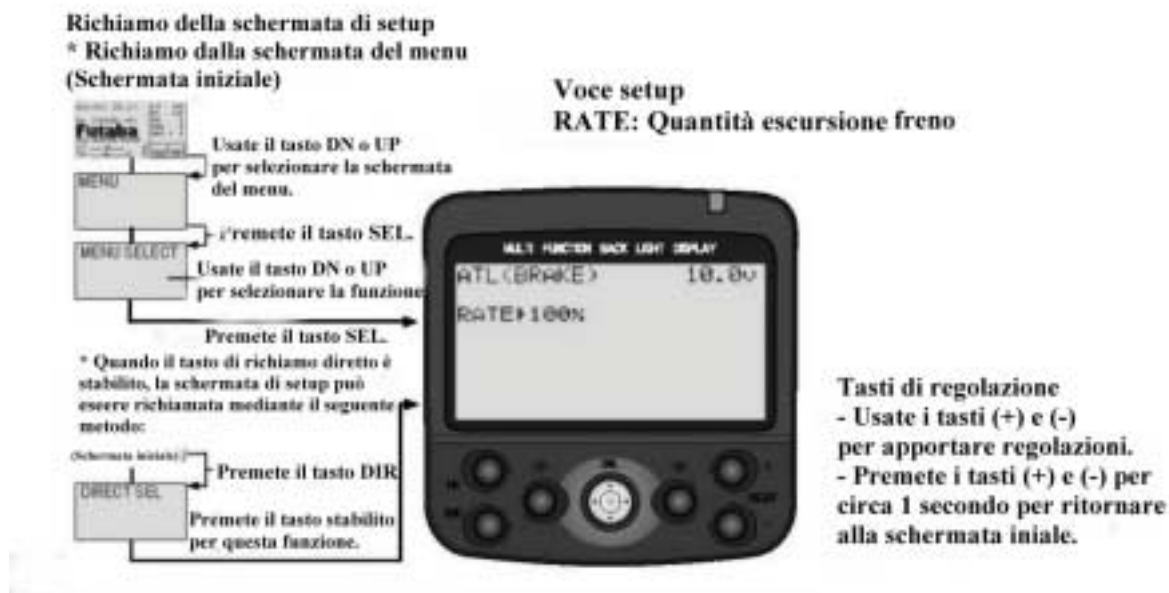 Richiamo della schermata di setup
* Richiamo dalla schermata del menu
(Schermata iniziale)
Futaba
Usate il tasto DN o UP
per selezionare la schermata
del menu.
MENU
remete il tasto SEL.
MENU SELECT
Usate il tasto DN o UP
per selezionare la funzione
Premete il tasto SEL.
* Quando il tasto di richiamo diretto è
stabilito, la schermata di setup può
eseere richiamata mediante il seguente
metodo:
(Schermata iniziale)
Premete il tasto DIR
DIRECT SEL
Premete il tasto stabilito
per questa funzione.
Voce setup
RATE: Quantità escursione freno
MULTI FUNCTION BACK LIGHT DISPLAY
ATL(BRAKE) 10.0v
RATE▶100%
Tasti di regolazione
- Usate i tasti (+) e (-)
per apportare regolazioni.
- Premete i tasti (+) e (-) per
circa 1 secondo per ritornare
alla schermata iniale.